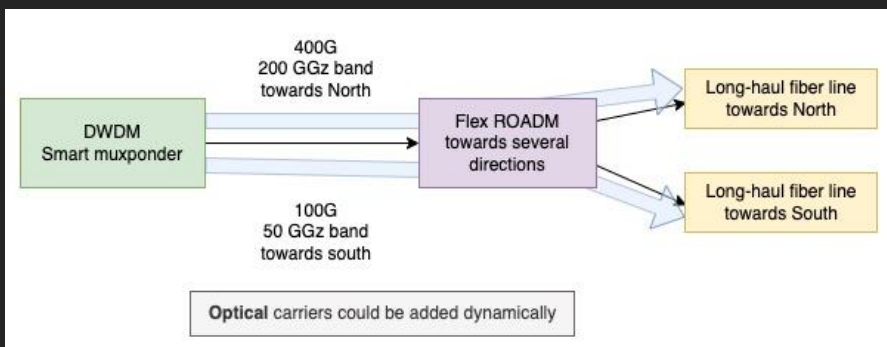 400G
200 GGz band
towards North
DWDM
Smart muxponder
Flex ROADM
towards several
directions
Long-haul fiber line
towards North
Long-haul fiber line
towards South
100G
50 GGz band
towards south
Optical carriers could be added dynamically